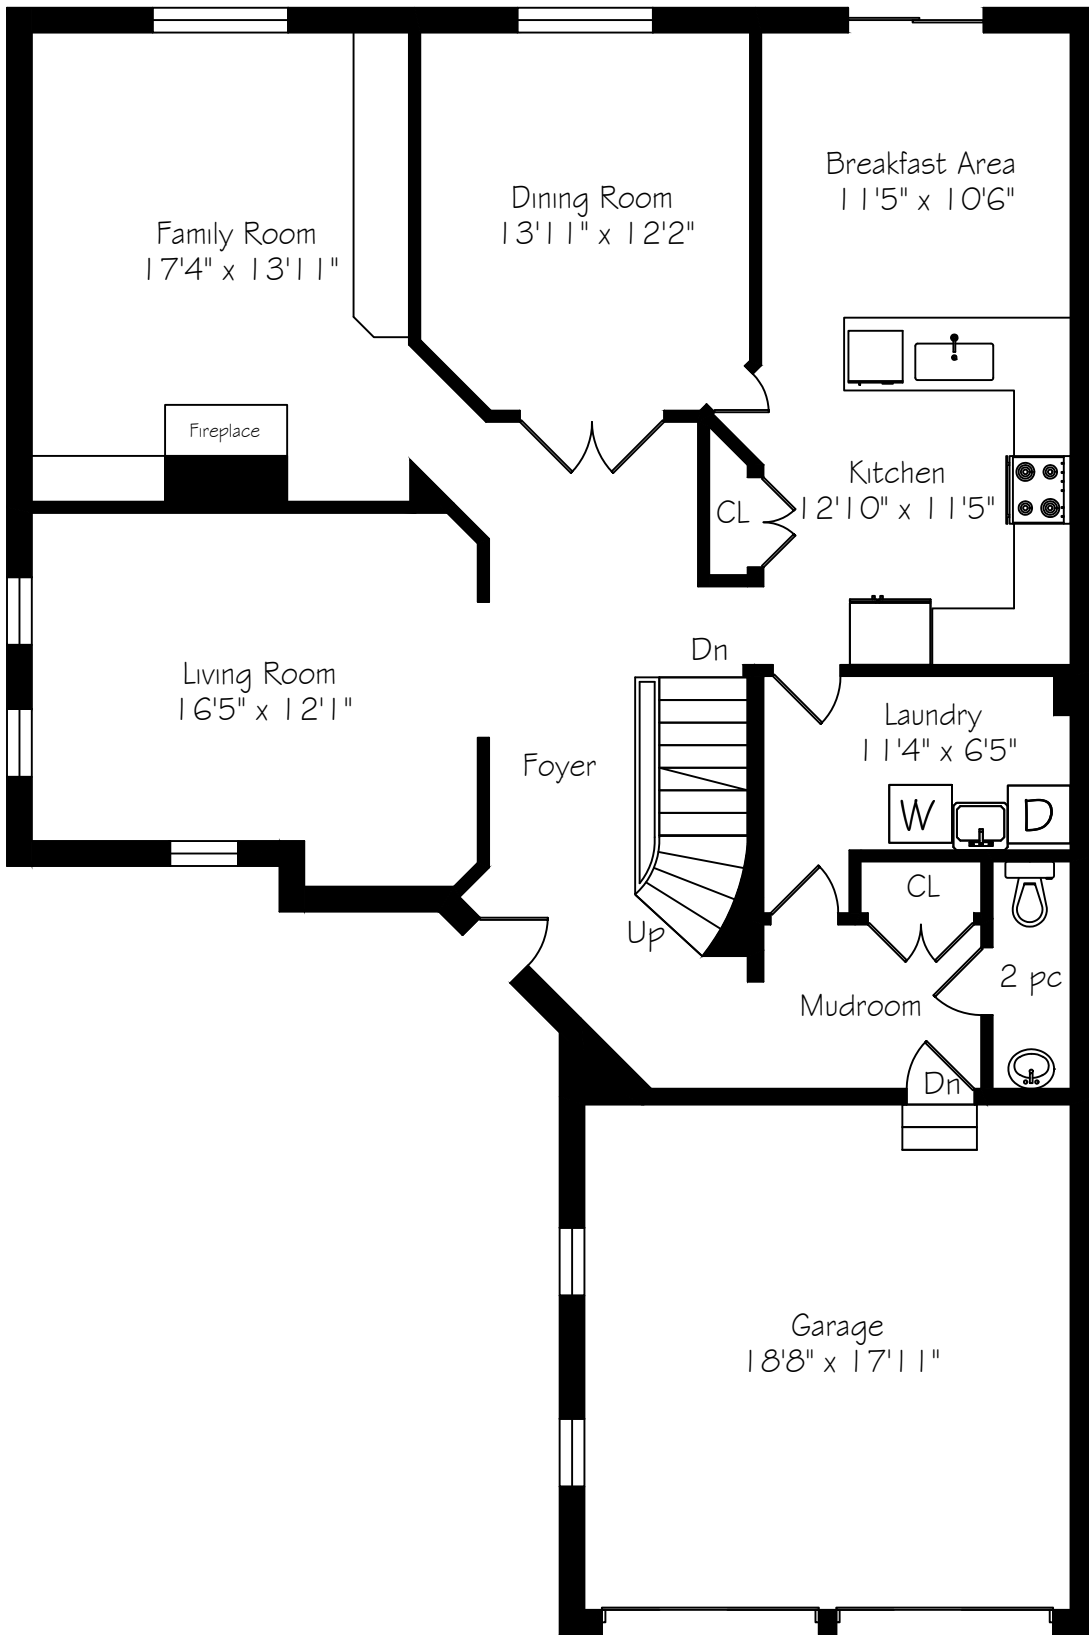 Breakfast Area
11'5" x 10'6"
Dining Room
13'11" x 12'2"
Family Room
17'4" x 13'11"
Fireplace
Kitchen
12'10" x 11'5"
CL
Dn
Living Room
16'5" x 12'1"
Laundry
11'4" x 6'5"
Foyer
W
D
CL
Up
2 pc
Mudroom
Dn
Garage
18'8" x 17'11"